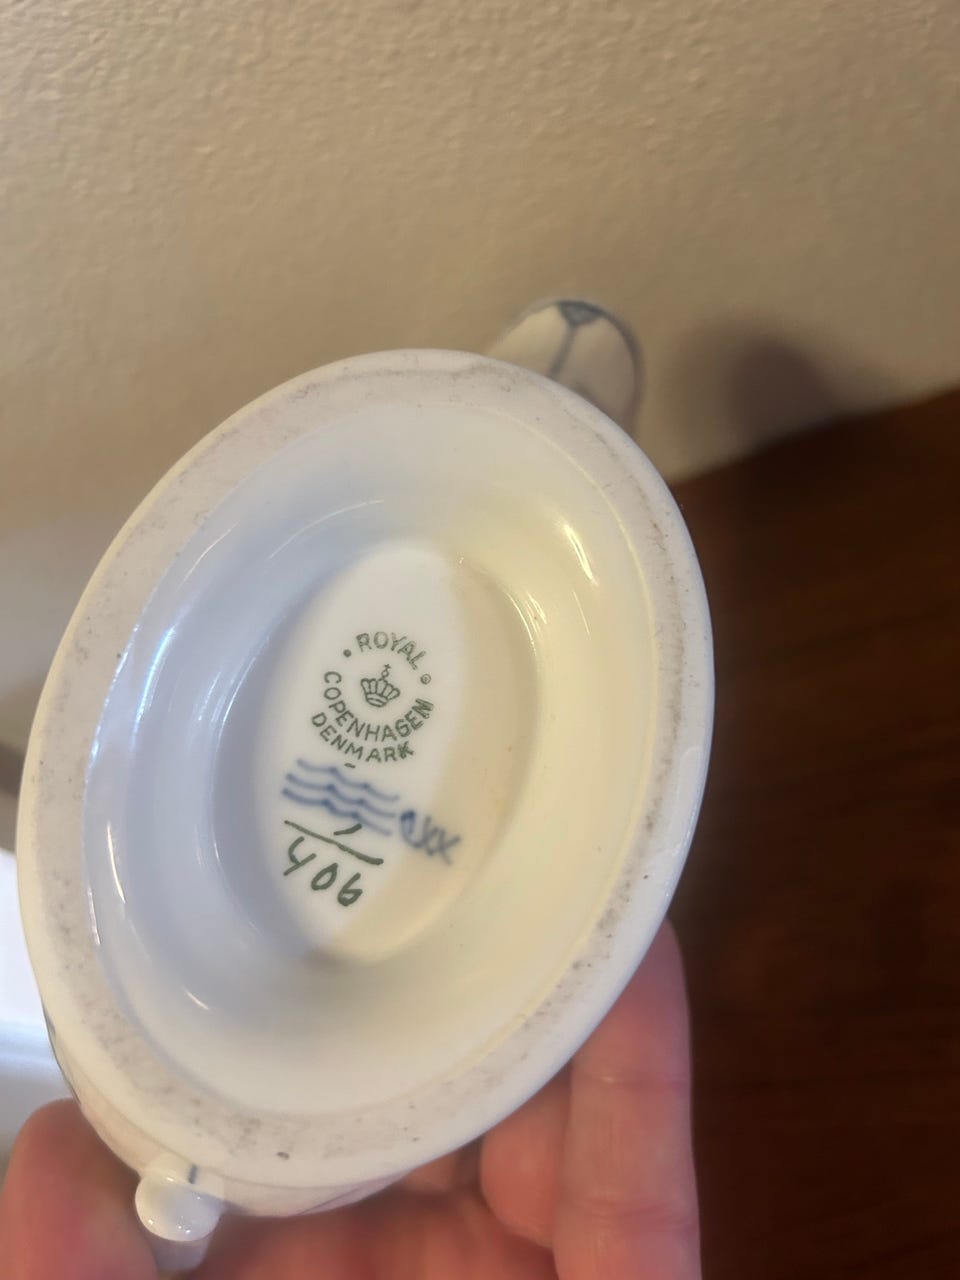 ROYAL
COPENHAGEN
DENMARK
1
406